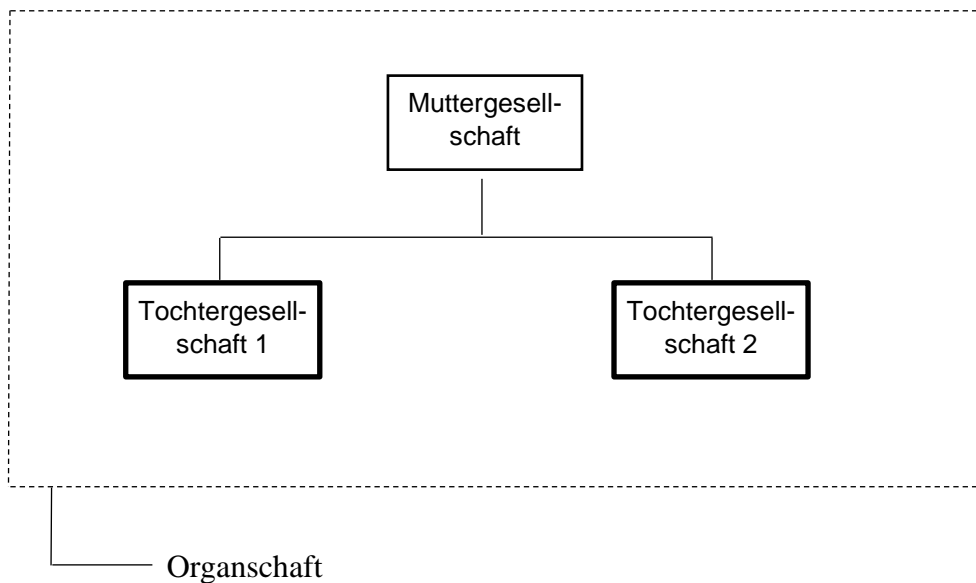 Muttergesell-
schaft
Tochtergesell-
schaft 1
Tochtergesell-
schaft 2
Organschaft